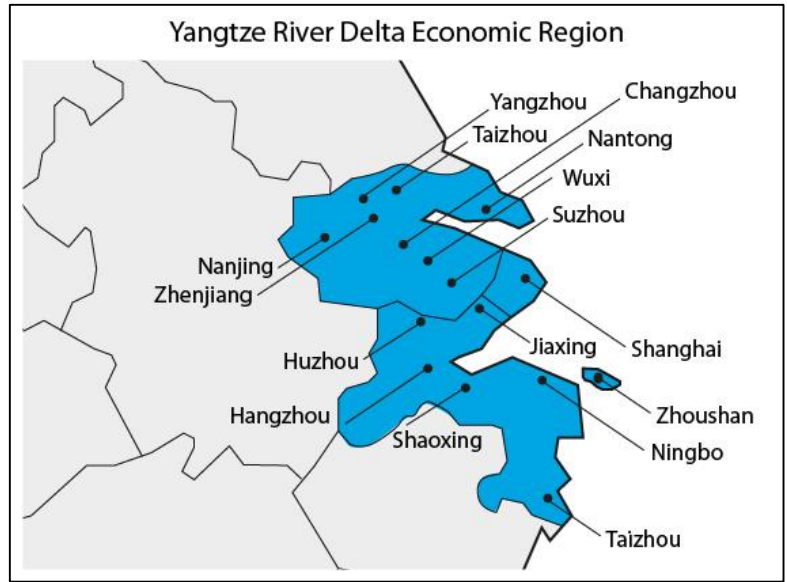 Yangtze River Delta Economic Region
Yangzhou
Changzhou
Taizhou
Nantong
Wuxi
Suzhou
Nanjing
Zhenjiang
Huzhou
Jiaxing
Shanghai
Hangzhou
Shaoxing
Zhoushan
Ningbo
Taizhou